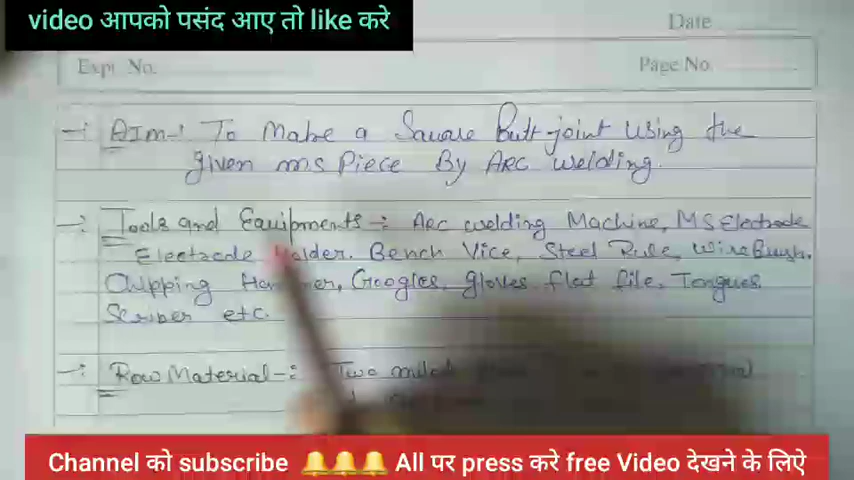 video आपको पसंद आए तो like करे
Date
Expt. No.
Page No.
-: AIM-: To Make a Square Butt-joint Using the
given ms Piece By ARC welding.
-: Tools and Equipments -: Arc welding Machine, MS Electrode
Electrode Holder. Bench Vice, Steel Rule, Wire Brush,
Chipping Hammer, Googles, gloves flat file, Tongues
Scriber etc.
-: Row Material -: Two mild
Channel को subscribe 🔔🔔🔔 All पर press करे free Video देखने के लिऐ